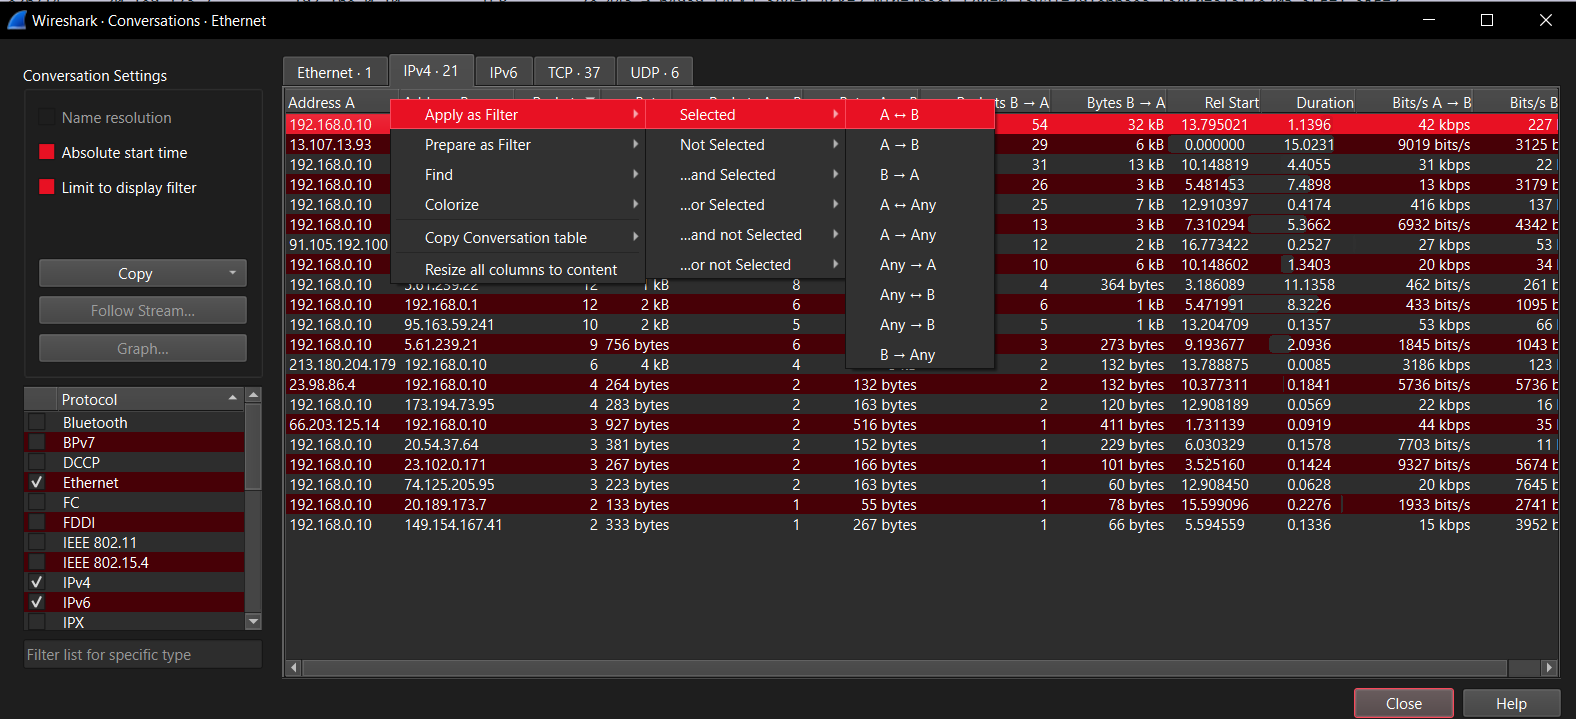 Wireshark · Conversations · Ethernet
Conversation Settings
Name resolution
Absolute start time
Limit to display filter
Copy
Follow Stream...
Graph...
Protocol
Bluetooth
BPv7
DCCP
Ethernet
FC
FDDI
IEEE 802.11
IEEE 802.15.4
IPv4
IPv6
IPX
Filter list for specific type
Ethernet · 1 IPv4 · 21 IPv6 TCP · 37 UDP · 6
Address A B → A Bytes B → A Rel Start Duration Bits/s A → B Bits/s B
192.168.0.10 54 32 kB 13.795021 1.1396 42 kbps 227
13.107.13.93 29 6 kB 0.000000 15.0231 9019 bits/s 3125 b
192.168.0.10 31 13 kB 10.148819 4.4055 31 kbps 22
192.168.0.10 26 3 kB 5.481453 7.4898 13 kbps 3179 b
192.168.0.10 25 7 kB 12.910397 0.4174 416 kbps 137
192.168.0.10 13 3 kB 7.310294 5.3662 6932 bits/s 4342 b
91.105.192.100 12 2 kB 16.773422 0.2527 27 kbps 53
192.168.0.10 10 6 kB 10.148602 1.3403 20 kbps 34
192.168.0.10 5.61.239.22 12 1 kB 8 4 364 bytes 3.186089 11.1358 462 bits/s 261 b
192.168.0.10 192.168.0.1 12 2 kB 6 6 1 kB 5.471991 8.3226 433 bits/s 1095 b
192.168.0.10 95.163.59.241 10 2 kB 5 5 1 kB 13.204709 0.1357 53 kbps 66
192.168.0.10 5.61.239.21 9 756 bytes 6 3 273 bytes 9.193677 2.0936 1845 bits/s 1043 b
213.180.204.179 192.168.0.10 6 4 kB 4 2 132 bytes 13.788875 0.0085 3186 kbps 123
23.98.86.4 192.168.0.10 4 264 bytes 2 132 bytes 2 132 bytes 10.377311 0.1841 5736 bits/s 5736 b
192.168.0.10 173.194.73.95 4 283 bytes 2 163 bytes 2 120 bytes 12.908189 0.0569 22 kbps 16
66.203.125.14 192.168.0.10 3 927 bytes 2 516 bytes 1 411 bytes 1.731139 0.0919 44 kbps 35
192.168.0.10 20.54.37.64 3 381 bytes 2 152 bytes 1 229 bytes 6.030329 0.1578 7703 bits/s 11
192.168.0.10 23.102.0.171 3 267 bytes 2 166 bytes 1 101 bytes 3.525160 0.1424 9327 bits/s 5674 b
192.168.0.10 74.125.205.95 3 223 bytes 2 163 bytes 1 60 bytes 12.908450 0.0628 20 kbps 7645 b
192.168.0.10 20.189.173.7 2 133 bytes 1 55 bytes 1 78 bytes 15.599096 0.2276 1933 bits/s 2741 b
192.168.0.10 149.154.167.41 2 333 bytes 1 267 bytes 1 66 bytes 5.594559 0.1336 15 kbps 3952 b
Apply as Filter
Prepare as Filter
Find
Colorize
Copy Conversation table
Resize all columns to content
Selected
Not Selected
...and Selected
...or Selected
...and not Selected
...or not Selected
A ↔ B
A → B
B → A
A ↔ Any
A → Any
Any → A
Any ↔ B
Any → B
B → Any
Close
Help